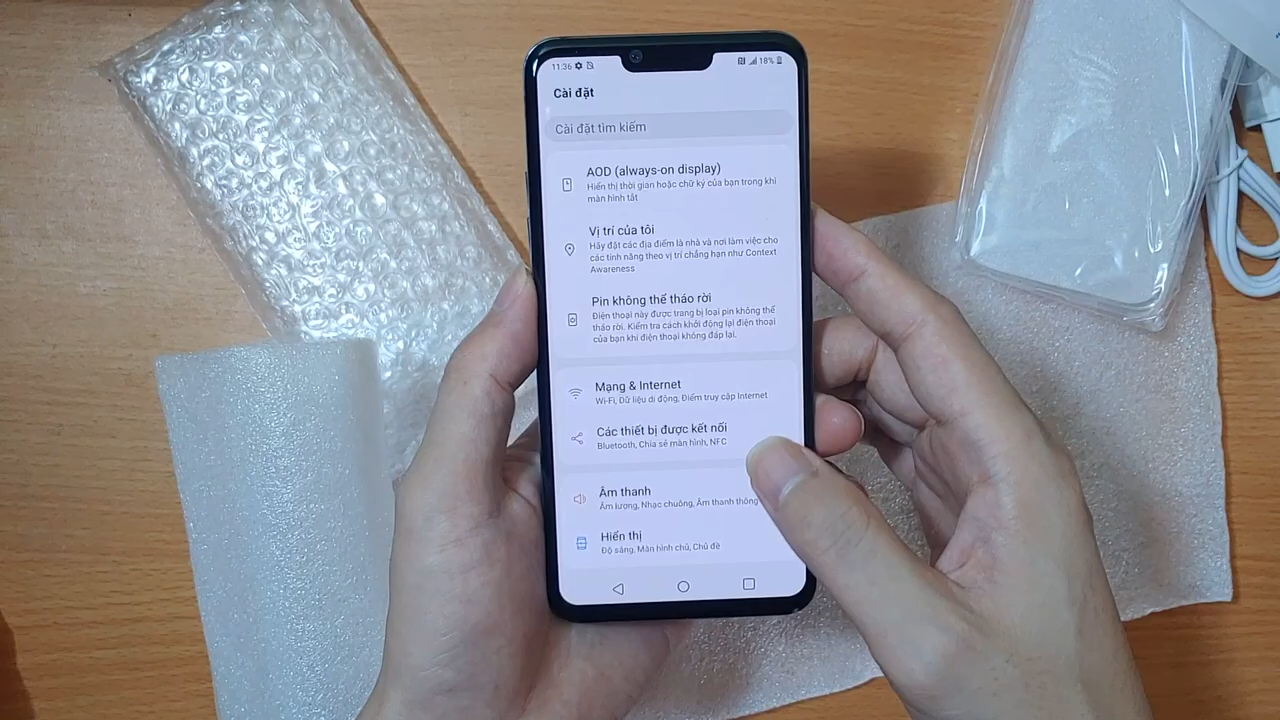 11:36
18%
Cài đặt
Cài đặt tìm kiếm
AOD (always-on display)
Hiển thị thời gian hoặc chữ ký của bạn trong khi
màn hình tắt
Vị trí của tôi
Hãy đặt các địa điểm là nhà và nơi làm việc cho
các tính năng theo vị trí chẳng hạn như Context
Awareness
Pin không thể tháo rời
Điện thoại này được trang bị loại pin không thể
tháo rời. Kiểm tra cách khởi động lại điện thoại
của bạn khi điện thoại không đáp lại.
Mạng & Internet
Wi-Fi, Dữ liệu di động, Điểm truy cập Internet
Các thiết bị được kết nối
Bluetooth, Chia sẻ màn hình, NFC
Âm thanh
Âm lượng, Nhạc chuông, Âm thanh thông
Hiển thị
Độ sáng, Màn hình chủ, Chủ đề